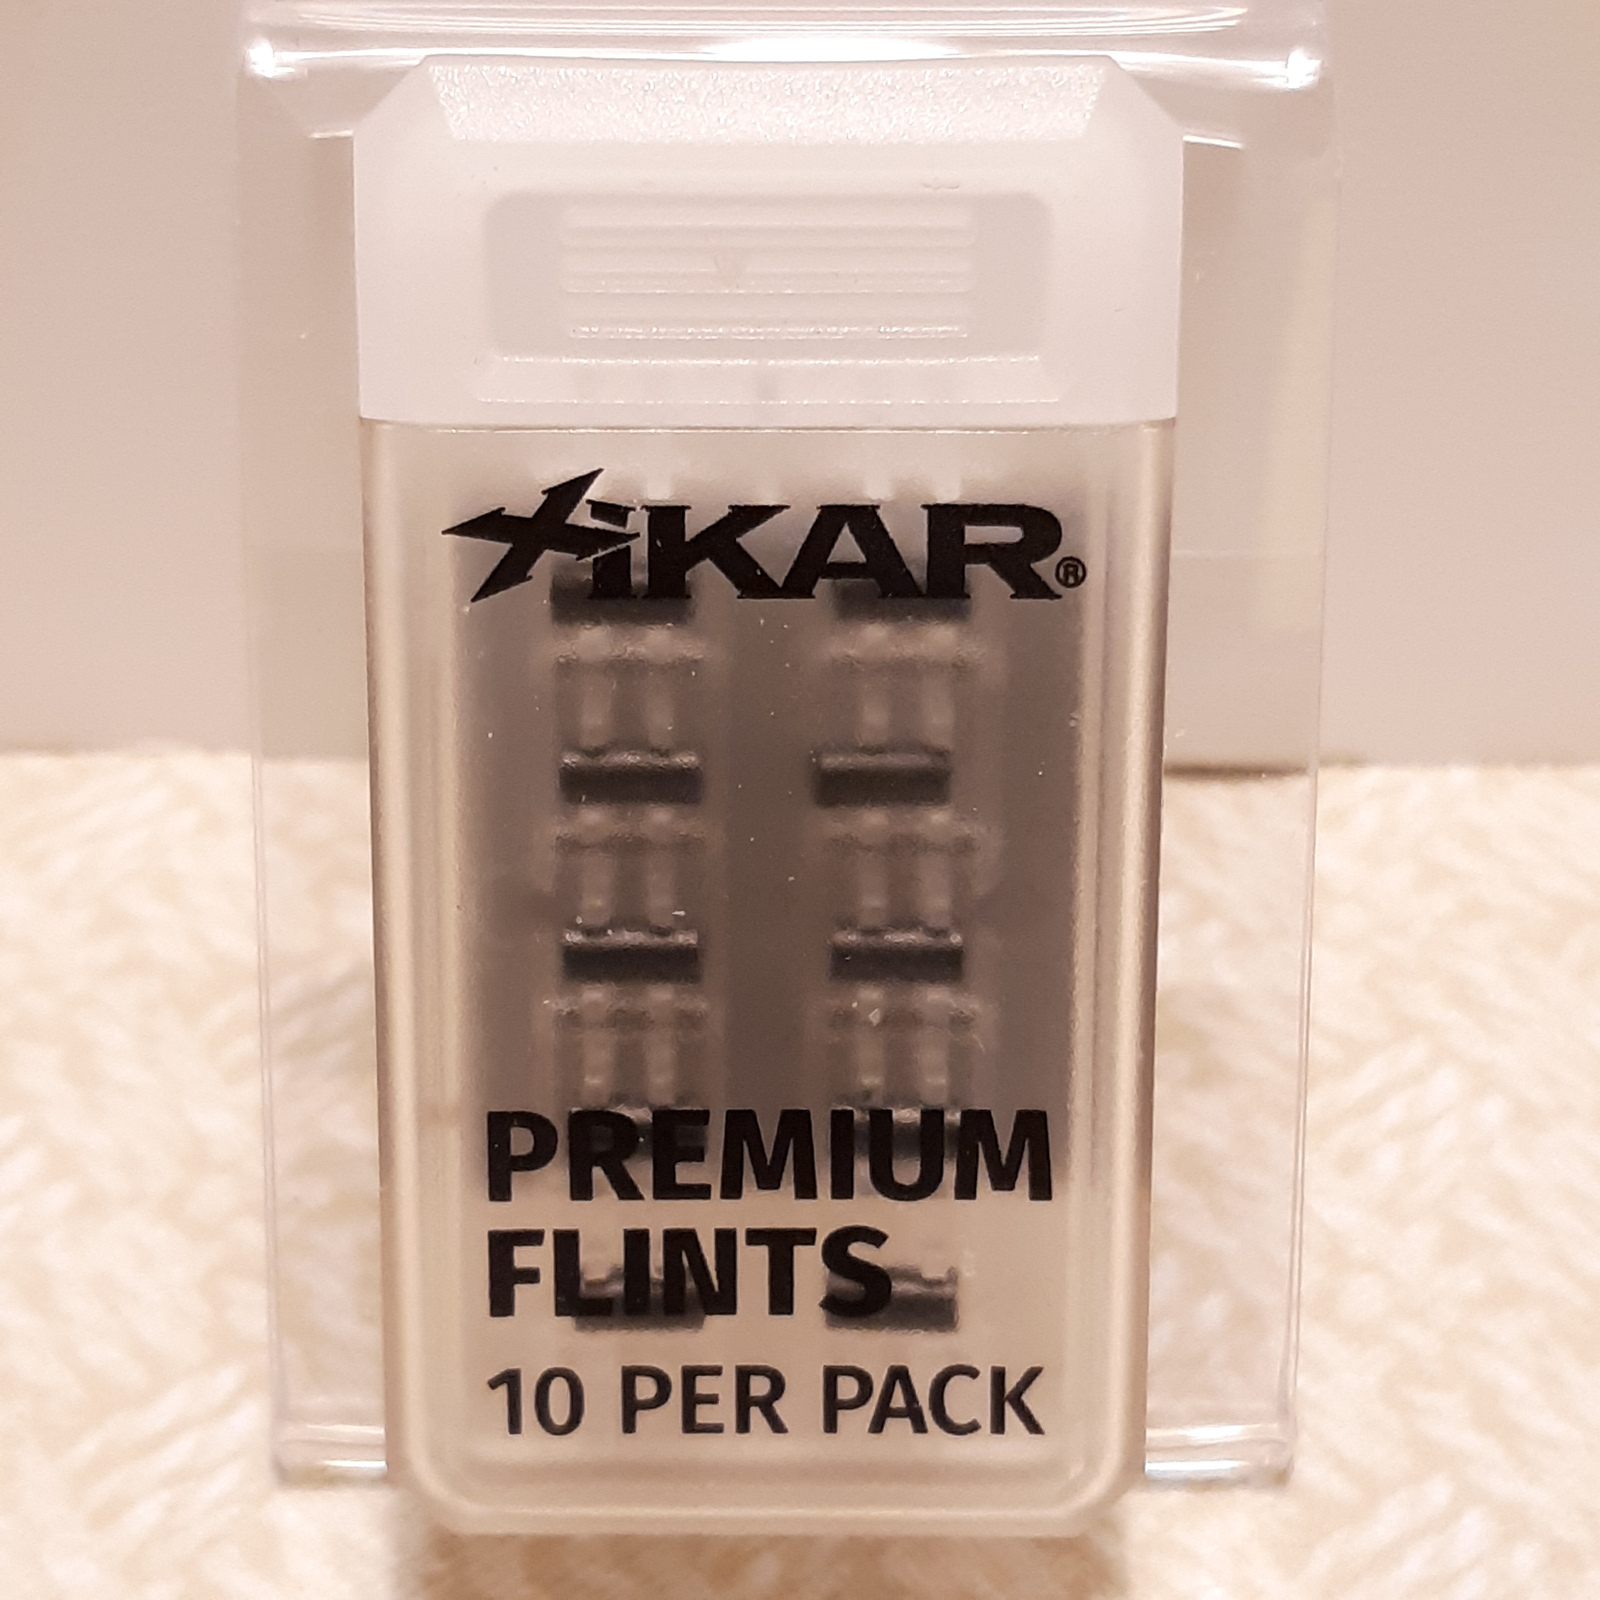 XIKAR®
PREMIUM
FLINTS
10 PER PACK